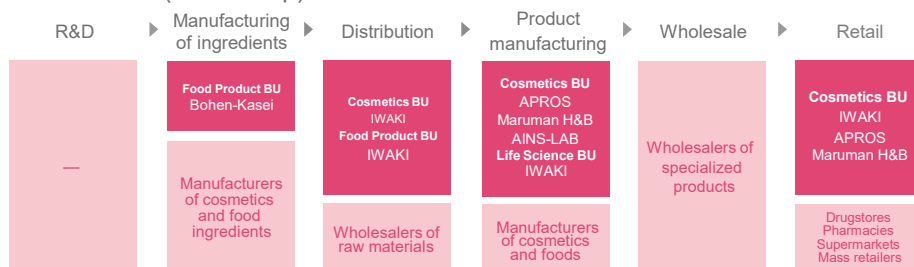 R&D
Manufacturing
of ingredients
Distribution
Product
manufacturing
Wholesale
Retail
—
Food Product BU
Bohen-Kasei
Manufacturers
of cosmetics
and food
ingredients
Cosmetics BU
IWAKI
Food Product BU
IWAKI
Wholesalers of
raw materials
Cosmetics BU
APROS
Maruman H&B
AINS-LAB
Life Science BU
IWAKI
Manufacturers
of cosmetics
and foods
Wholesalers of
specialized
products
Cosmetics BU
IWAKI
APROS
Maruman H&B
Drugstores
Pharmacies
Supermarkets
Mass retailers